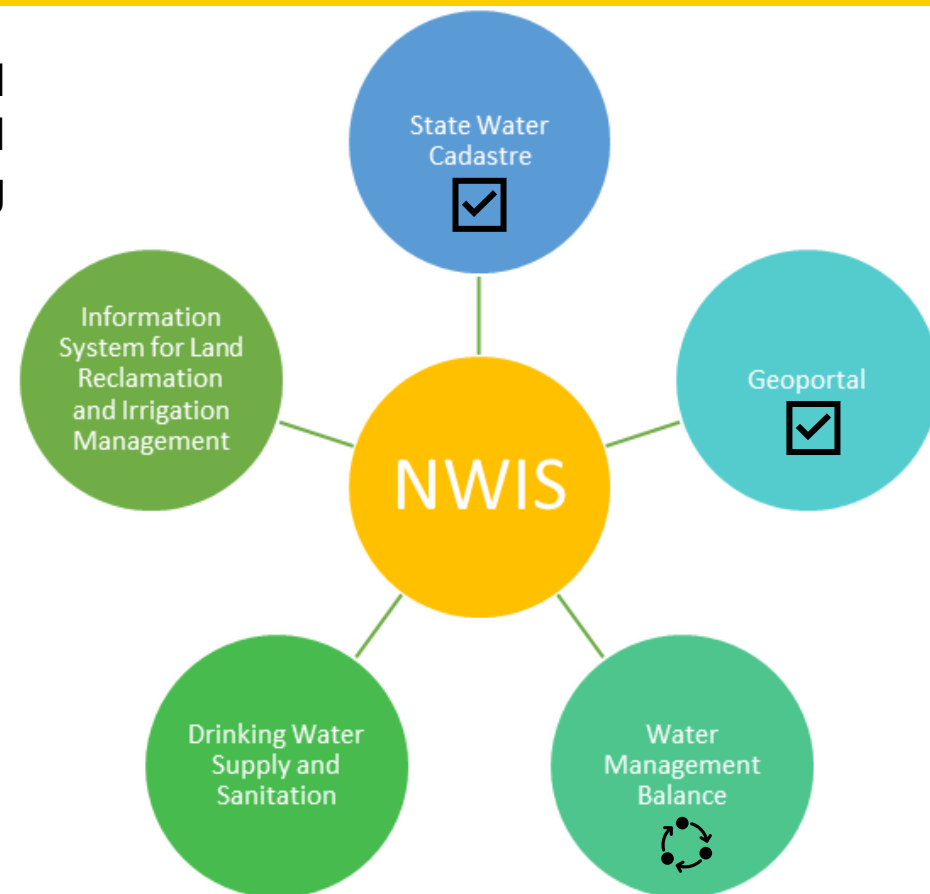 State Water
Cadastre
Information
System for Land
Reclamation
and Irrigation
Management
Geoportal
NWIS
Drinking Water
Supply and
Sanitation
Water
Management
Balance